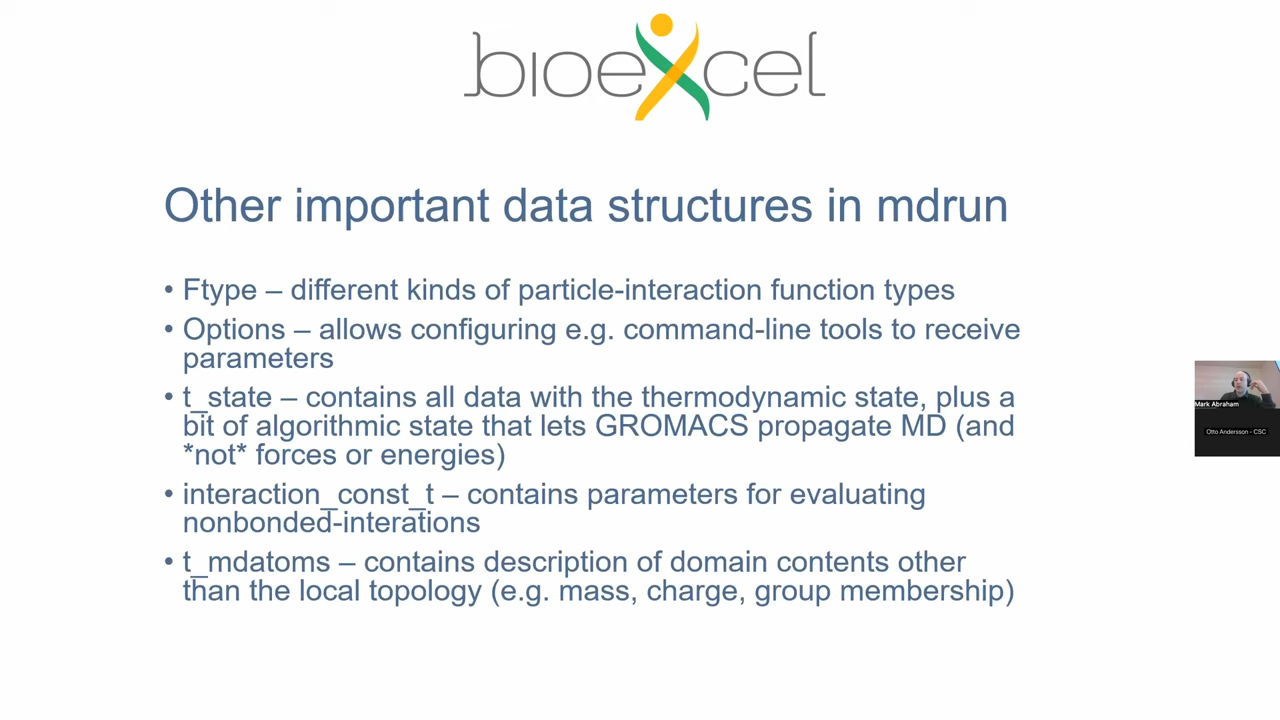 bioexcel
Other important data structures in mdrun
• Ftype – different kinds of particle-interaction function types
• Options – allows configuring e.g. command-line tools to receive
parameters
• t_state – contains all data with the thermodynamic state, plus a
bit of algorithmic state that lets GROMACS propagate MD (and
*not* forces or energies)
• interaction_const_t – contains parameters for evaluating
nonbonded-interations
• t_mdatoms – contains description of domain contents other
than the local topology (e.g. mass, charge, group membership)
Mark Abraham
Otto Andersson - CSC